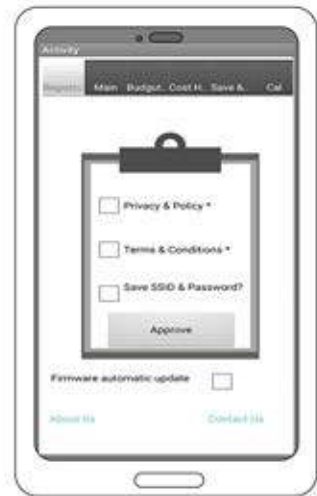 Activity
Main Budgut.. Cost H.. Save &.. Cal
Privacy & Policy *
Terms & Conditions *
Save SSID & Password?
Approve
Firmware automatic update
About Us Contact Us